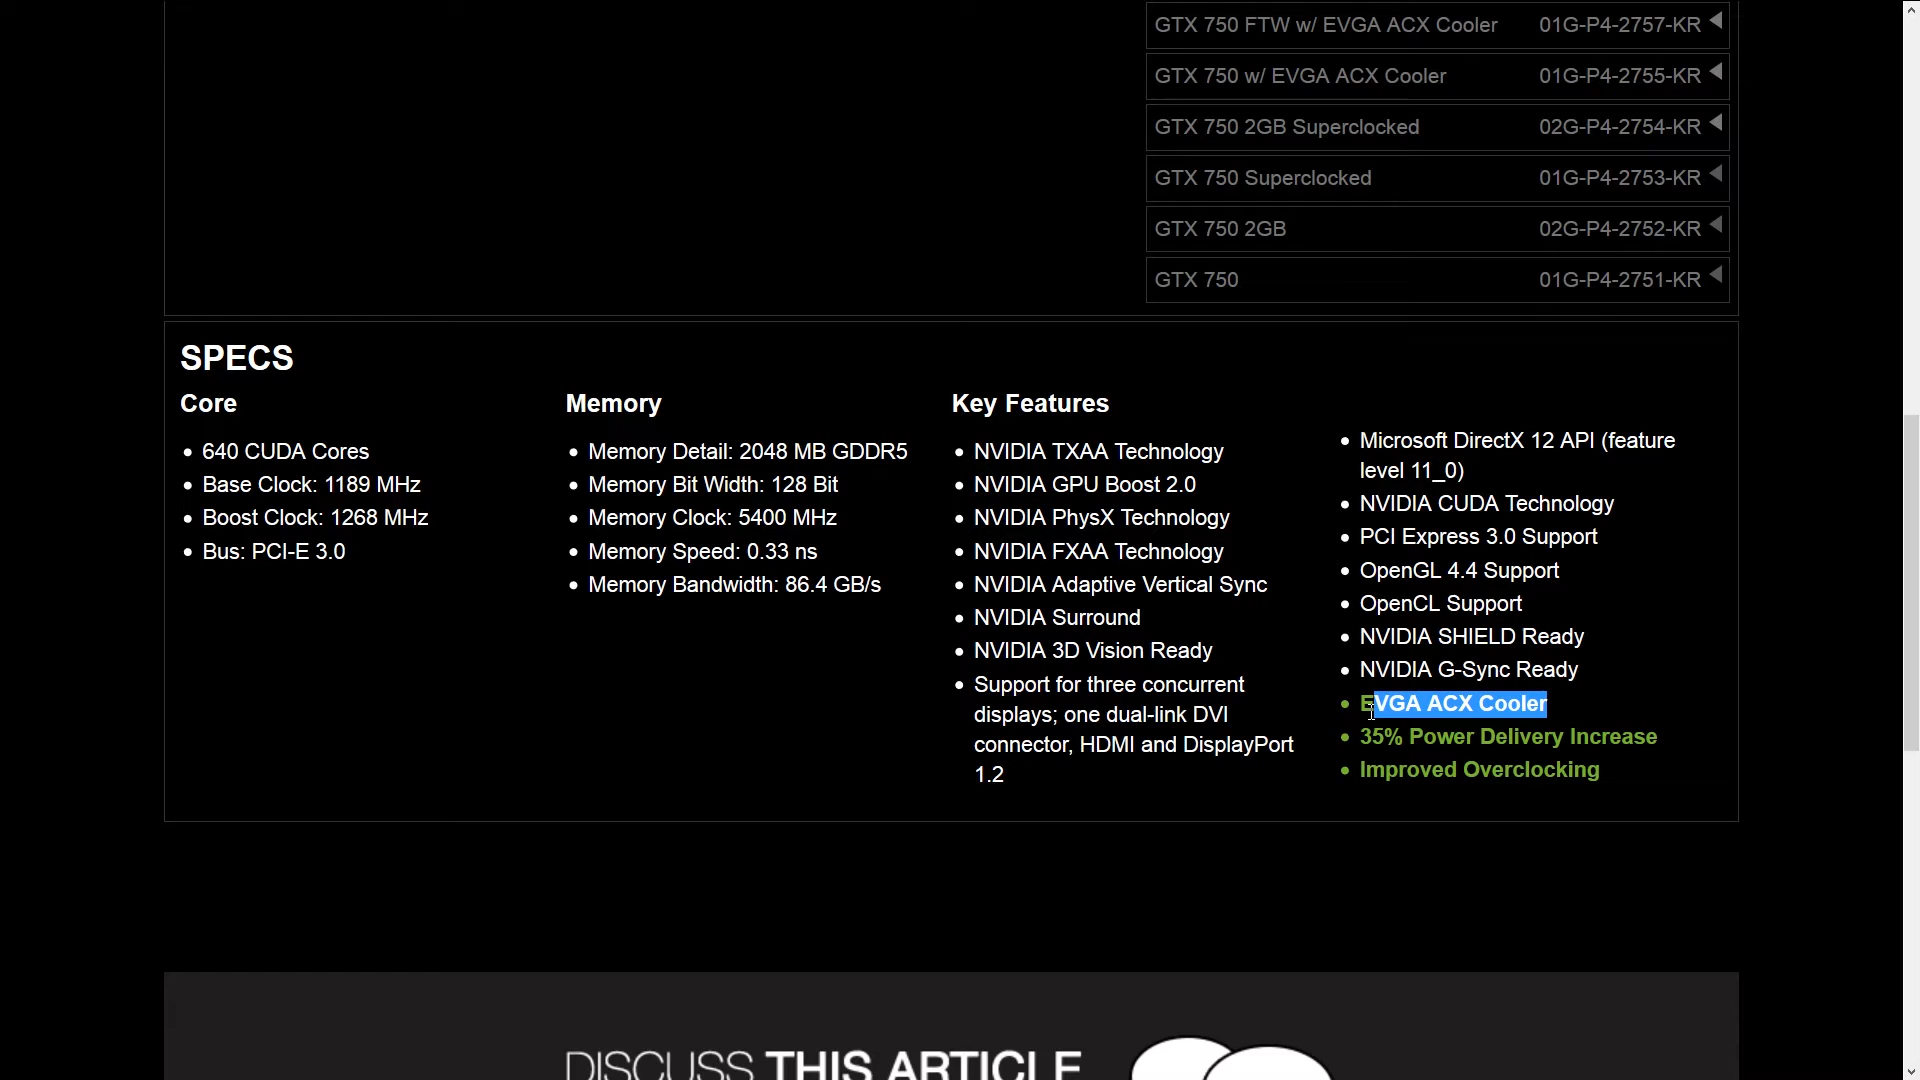 GTX 750 FTW w/ EVGA ACX Cooler 01G-P4-2757-KR
GTX 750 w/ EVGA ACX Cooler 01G-P4-2755-KR
GTX 750 2GB Superclocked 02G-P4-2754-KR
GTX 750 Superclocked 01G-P4-2753-KR
GTX 750 2GB 02G-P4-2752-KR
GTX 750 01G-P4-2751-KR
SPECS
Core
640 CUDA Cores
Base Clock: 1189 MHz
Boost Clock: 1268 MHz
Bus: PCI-E 3.0
Memory
Memory Detail: 2048 MB GDDR5
Memory Bit Width: 128 Bit
Memory Clock: 5400 MHz
Memory Speed: 0.33 ns
Memory Bandwidth: 86.4 GB/s
Key Features
NVIDIA TXAA Technology
NVIDIA GPU Boost 2.0
NVIDIA PhysX Technology
NVIDIA FXAA Technology
NVIDIA Adaptive Vertical Sync
NVIDIA Surround
NVIDIA 3D Vision Ready
Support for three concurrent
displays; one dual-link DVI
connector, HDMI and DisplayPort
1.2
Microsoft DirectX 12 API (feature
level 11_0)
NVIDIA CUDA Technology
PCI Express 3.0 Support
OpenGL 4.4 Support
OpenCL Support
NVIDIA SHIELD Ready
NVIDIA G-Sync Ready
EVGA ACX Cooler
35% Power Delivery Increase
Improved Overclocking
DISCUSS THIS ARTICLE